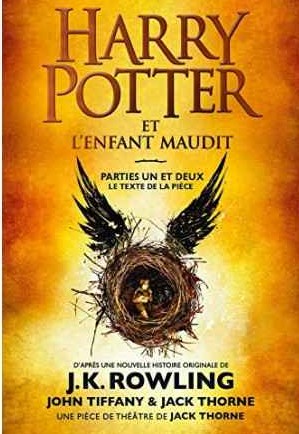 HARRY
POTTER
ET
L'ENFANT MAUDIT
PARTIES UN ET DEUX
LE TEXTE DE LA PIÈCE
D'APRÈS UNE NOUVELLE HISTOIRE ORIGINALE DE
J.K. ROWLING
JOHN TIFFANY & JACK THORNE
UNE PIÈCE DE THÉÂTRE DE JACK THORNE